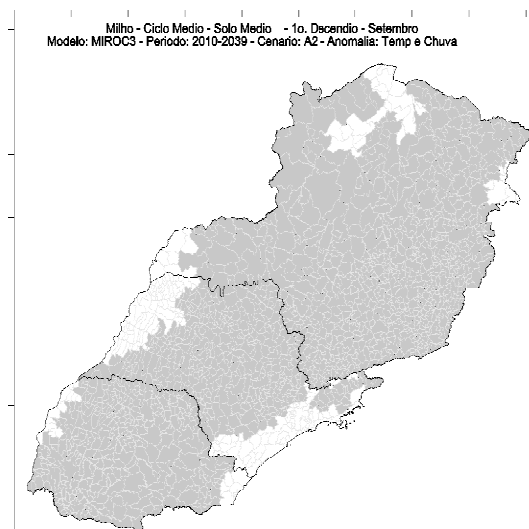 Milho - Ciclo Medio - Solo Medio - 1o. Decendio - Setembro
Modelo: MIROC3 - Periodo: 2010-2039 - Cenario: A2 - Anomalia: Temp e Chuva